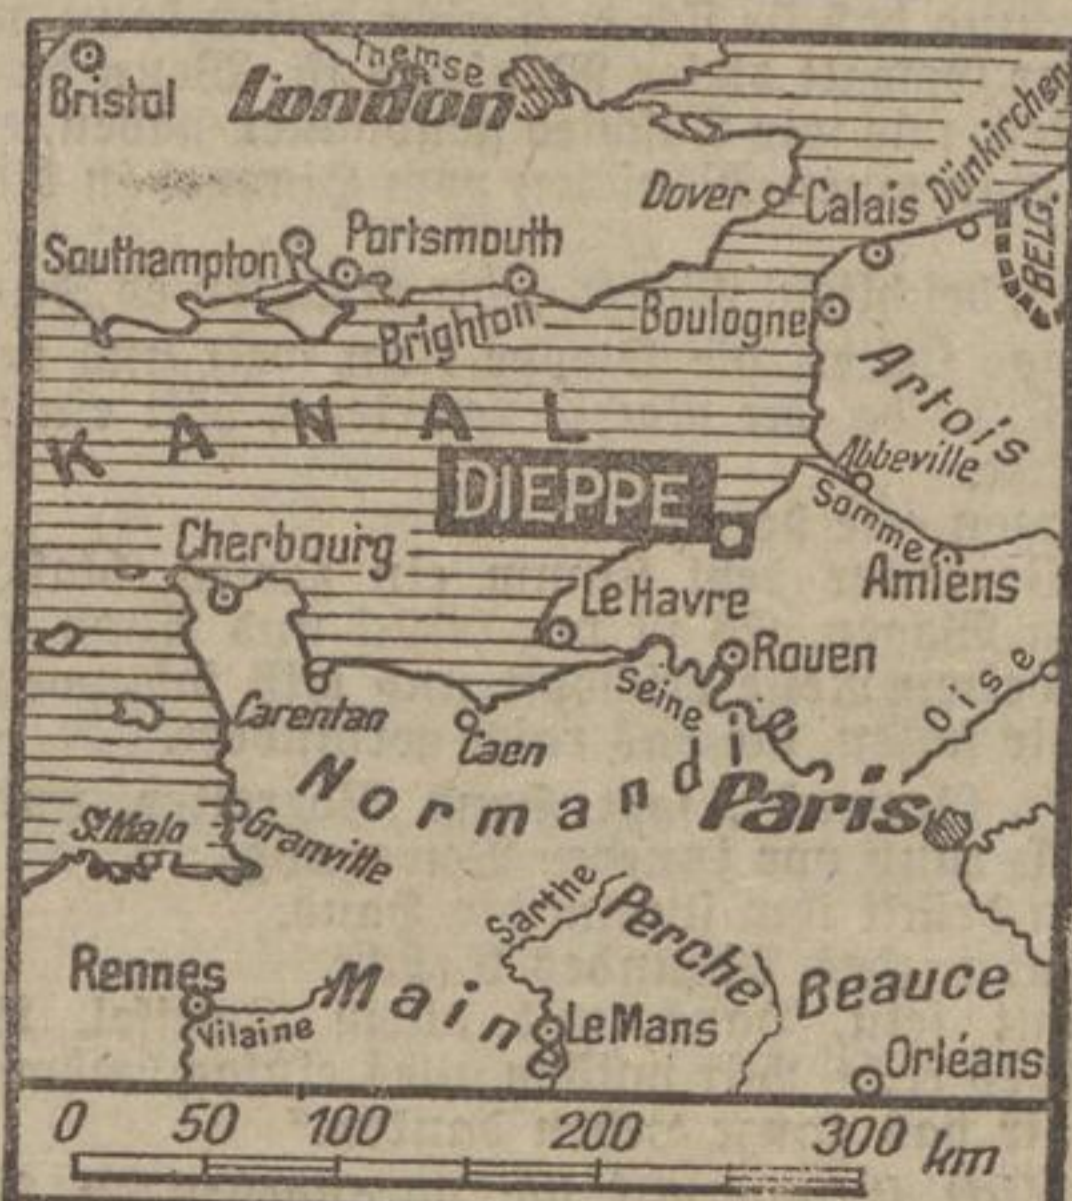 Themse
Bristol
London
Dünkirchen
Dover
Calais
BELG.
Southampton
Portsmouth
Brighton
Boulogne
Artois
KANAL
Abbeville
DIEPPE
Somme
Cherbourg
Amiens
Le Havre
Rouen
Oise
Seine
Carentan
Caen
Normandie
Paris
St Malo
Granville
Sarthe
Perche
Rennes
Maine
Beauce
Vilaine
Le Mans
Orléans
0 50 100 200 300 km